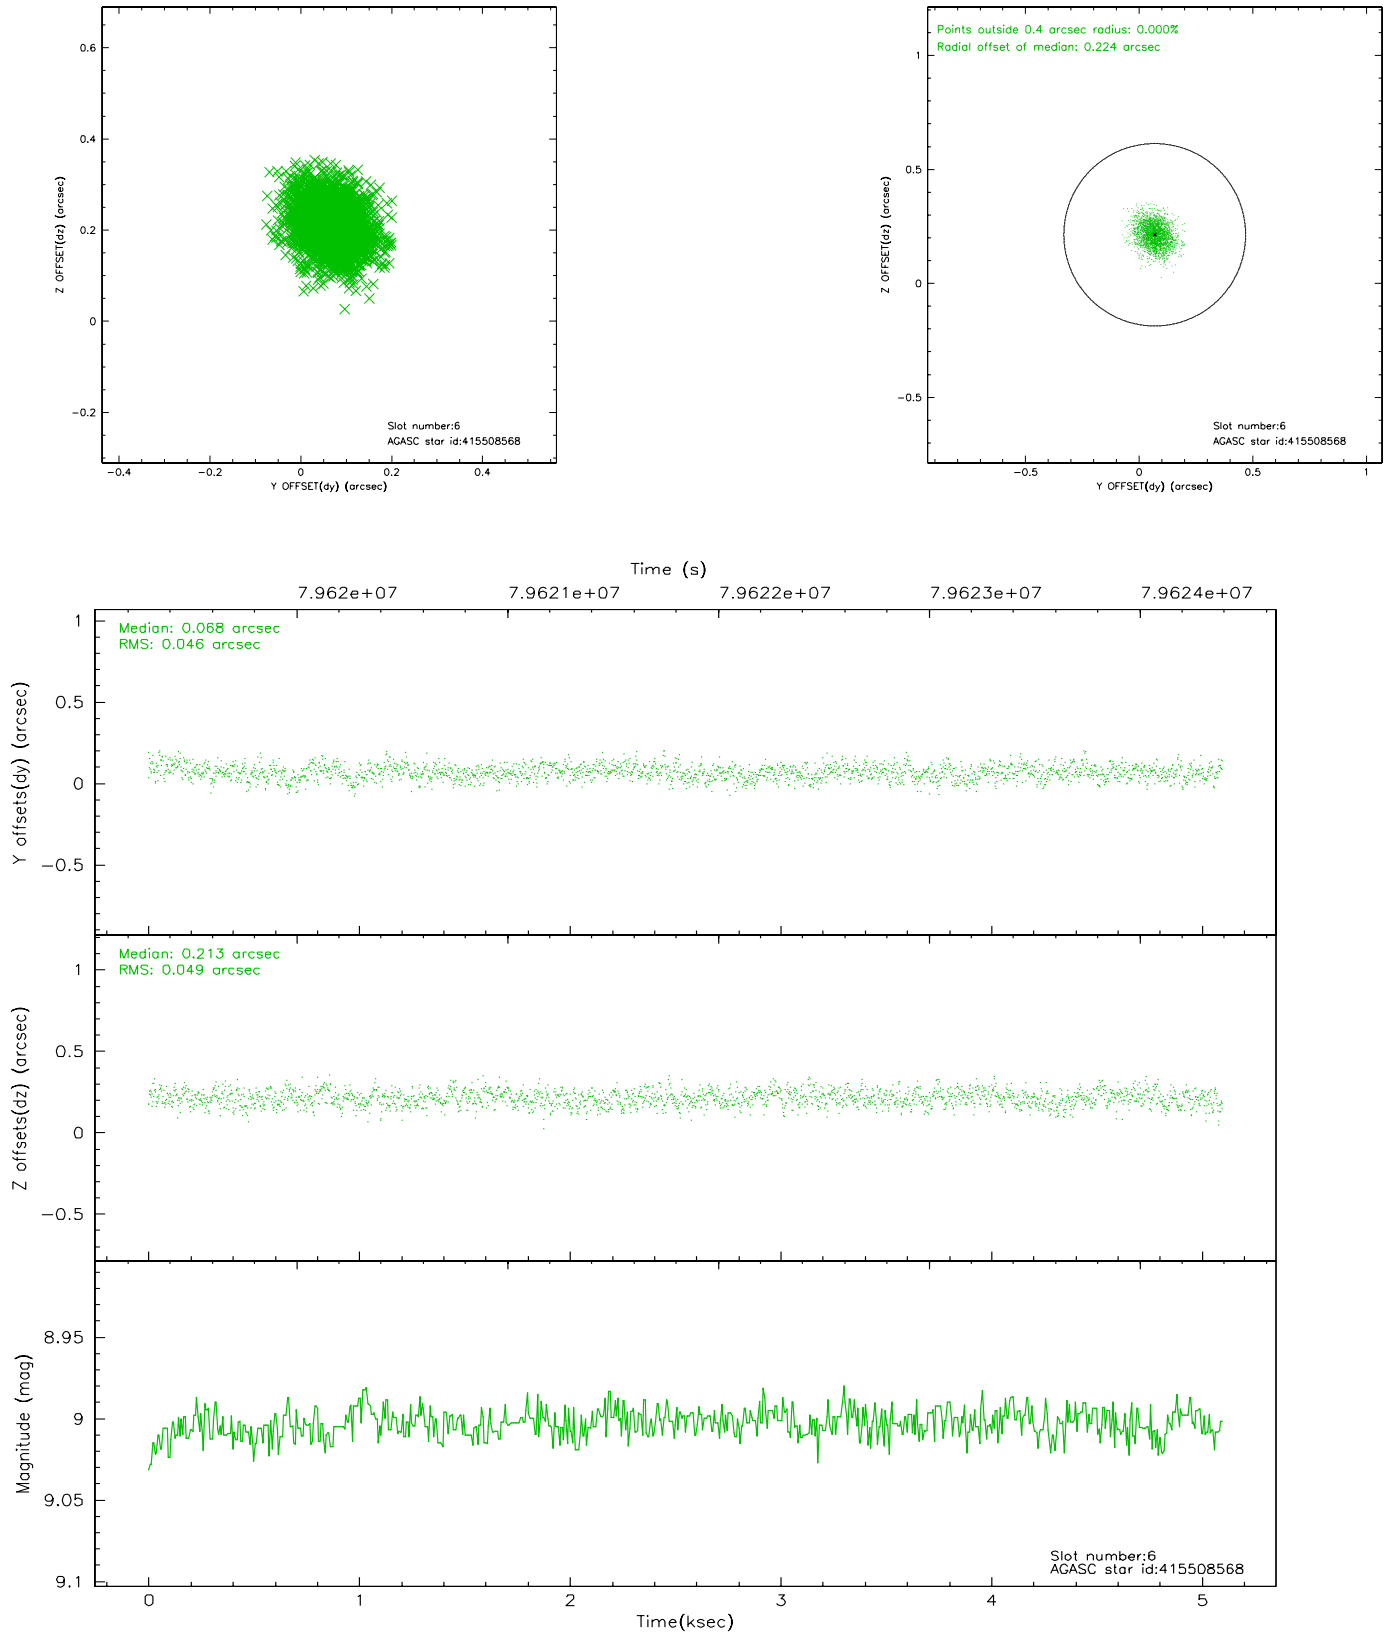 0.6
0.4
0.2
0
−0.2
Z OFFSET(dz) (arcsec)
Slot number:6
AGASC star id:415508568
−0.4 −0.2 0 0.2 0.4
Y OFFSET(dy) (arcsec)
Points outside 0.4 arcsec radius: 0.000%
Radial offset of median: 0.224 arcsec
1
0.5
0
−0.5
Z OFFSET(dz) (arcsec)
Slot number:6
AGASC star id:415508568
−0.5 0 0.5 1
Y OFFSET(dy) (arcsec)
Time (s)
7.962e+07 7.9621e+07 7.9622e+07 7.9623e+07 7.9624e+07
Median: 0.068 arcsec
RMS: 0.046 arcsec
1
0.5
0
−0.5
Y offsets(dy) (arcsec)
Median: 0.213 arcsec
RMS: 0.049 arcsec
1
0.5
0
−0.5
Z offsets(dz) (arcsec)
8.95
9
9.05
9.1
Magnitude (mag)
Slot number:6
AGASC star id:415508568
0 1 2 3 4 5
Time(ksec)